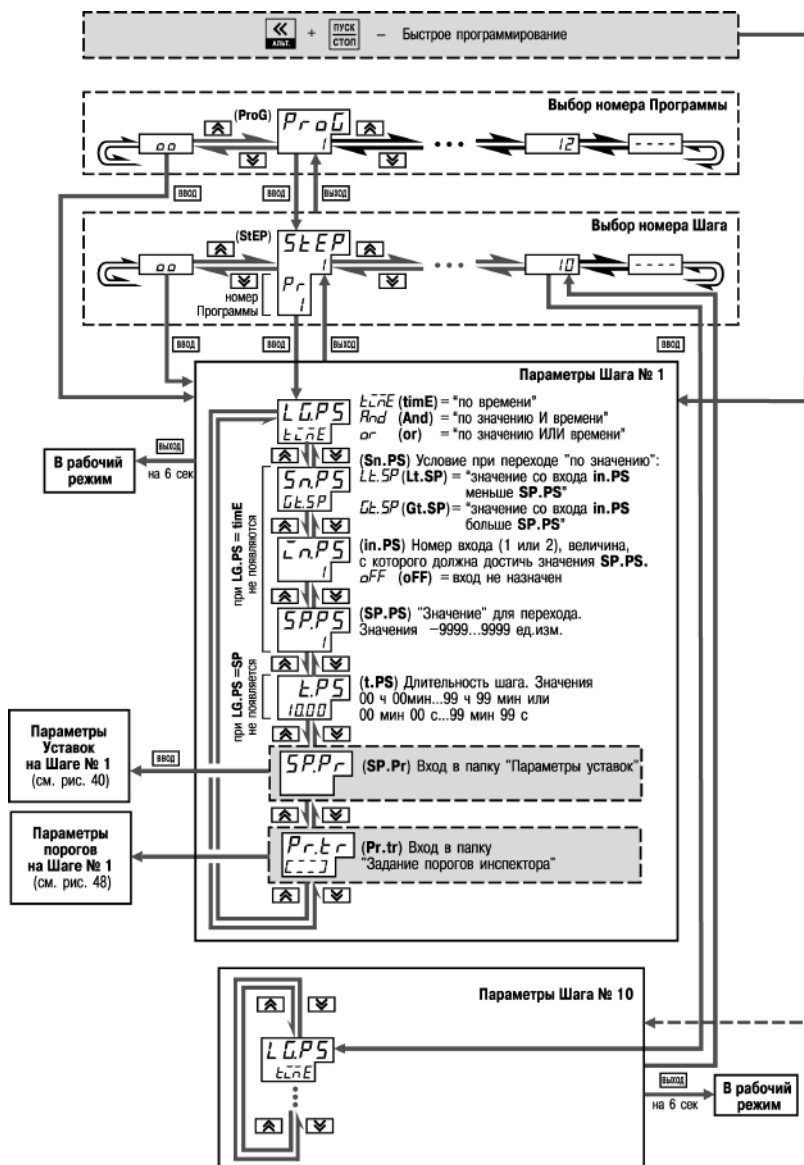 АЛЬТ. + ПУСК СТОП – Быстрое программирование
Выбор номера Программы
(ProG) ProG 1
oo
12
- - - -
ВВОД ВВОД ВЫХОД
Выбор номера Шага
(StEP) StEP 1
oo
10
- - - -
Pr 1
номер
Программы
ВВОД ВВОД ВЫХОД ВВОД
Параметры Шага № 1
LG.PS timE
timE (timE) = "по времени"
And (And) = "по значению И времени"
or (or) = "по значению ИЛИ времени"
ВЫХОД
на 6 сек
В рабочий
режим
при LG.PS = timE
не появляются
Sn.PS Gt.SP
(Sn.PS) Условие при переходе "по значению":
Lt.SP (Lt.SP) = "значение со входа in.PS
меньше SP.PS"
Gt.SP (Gt.SP) = "значение со входа in.PS
больше SP.PS"
in.PS 1
(in.PS) Номер входа (1 или 2), величина,
с которого должна достичь значения SP.PS.
oFF (oFF) = вход не назначен
SP.PS 1
(SP.PS) "Значение" для перехода.
Значения –9999...9999 ед.изм.
при LG.PS =SP
не появляется
t.PS 10.00
(t.PS) Длительность шага. Значения
00 ч 00мин...99 ч 99 мин или
00 мин 00 с...99 мин 99 с
Параметры
Уставок
на Шаге № 1
(см. рис. 40)
ВВОД
SP.Pr
(SP.Pr) Вход в папку "Параметры уставок"
Параметры
порогов
на Шаге № 1
(см. рис. 48)
Pr.tr [- - -]
(Pr.tr) Вход в папку
"Задание порогов инспектора"
Параметры Шага № 10
LG.PS timE
ВЫХОД
на 6 сек
В рабочий
режим